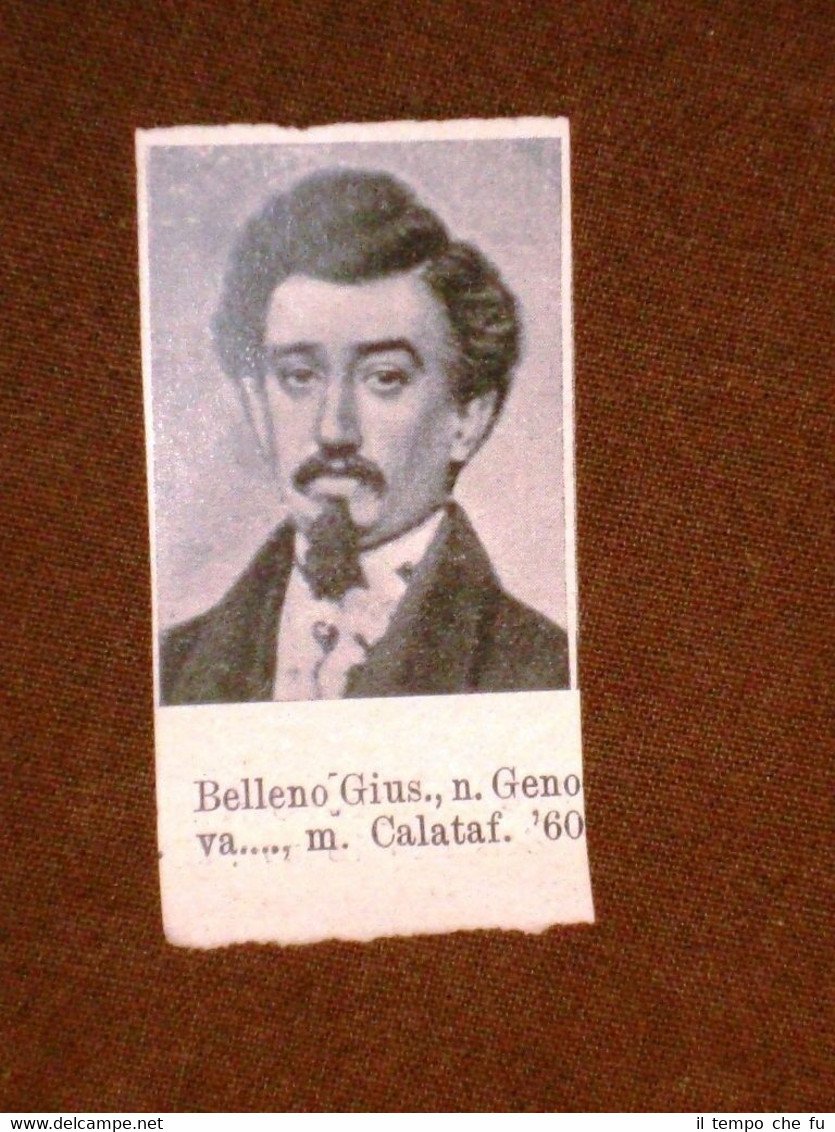 Belleno Gius., n. Geno
va...., m. Calataf. '60
www.delcampe.net
il tempo che fu